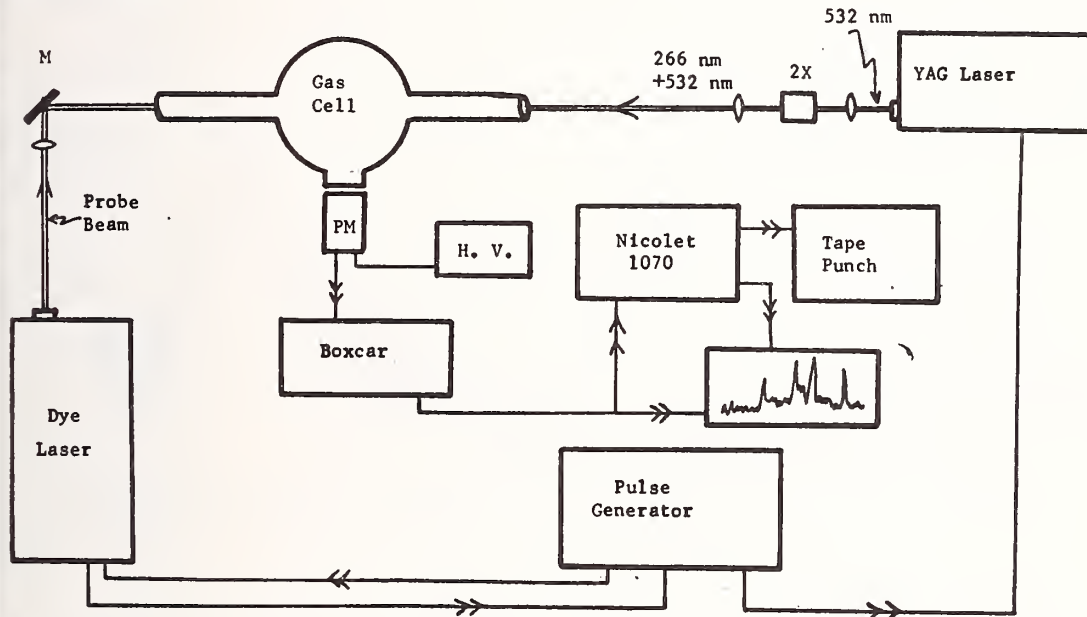 532 nm
M
266 nm
+532 nm
2X
YAG Laser
Gas
Cell
Probe
Beam
PM
H. V.
Nicolet
1070
Tape
Punch
Boxcar
Dye
Laser
Pulse
Generator